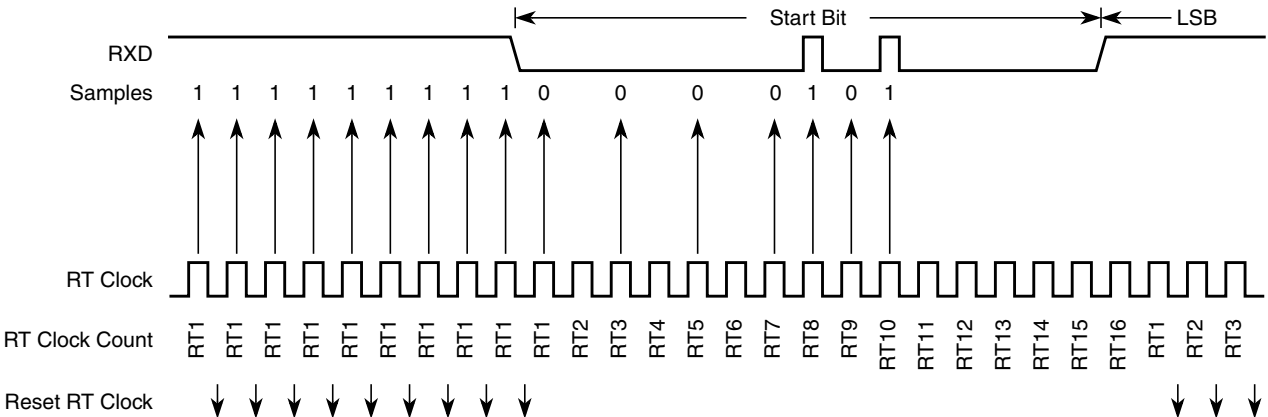 Start Bit
LSB
RXD
Samples 1 1 1 1 1 1 1 1 1 0 0 0 0 1 0 1
RT Clock
RT Clock Count RT1 RT1 RT1 RT1 RT1 RT1 RT1 RT1 RT1 RT1 RT2 RT3 RT4 RT5 RT6 RT7 RT8 RT9 RT10 RT11 RT12 RT13 RT14 RT15 RT16 RT1 RT2 RT3
Reset RT Clock